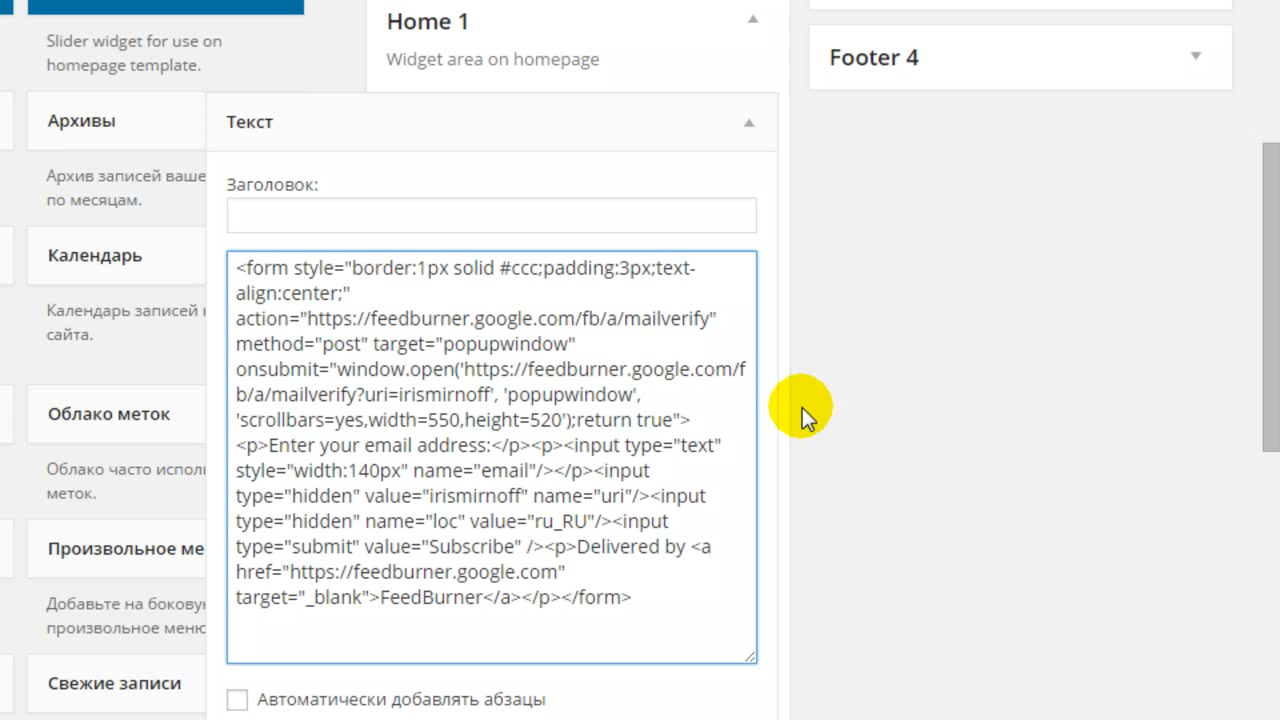 Slider widget for use on
homepage template.
Архивы
Архив записей ваше
по месяцам.
Календарь
Календарь записей
сайта.
Облако меток
Облако часто
меток.
Произвольное ме
Добавьте на
произвольное меню
Свежие записи
Home 1
Widget area on homepage
Текст
Заголовок:
<form style="border:1px solid #ccc;padding:3px;text-
align:center;"
action="https://feedburner.google.com/fb/a/mailverify"
method="post" target="popupwindow"
onsubmit="window.open('https://feedburner.google.com/f
b/a/mailverify?uri=irismirnoff', 'popupwindow',
'scrollbars=yes,width=550,height=520');return true">
<p>Enter your email address:</p><p><input type="text"
style="width:140px" name="email"/></p><input
type="hidden" value="irismirnoff" name="uri"/><input
type="hidden" name="loc" value="ru_RU"/><input
type="submit" value="Subscribe" /><p>Delivered by <a
href="https://feedburner.google.com"
target="_blank">FeedBurner</a></p></form>
Автоматически добавлять абзацы
Footer 4